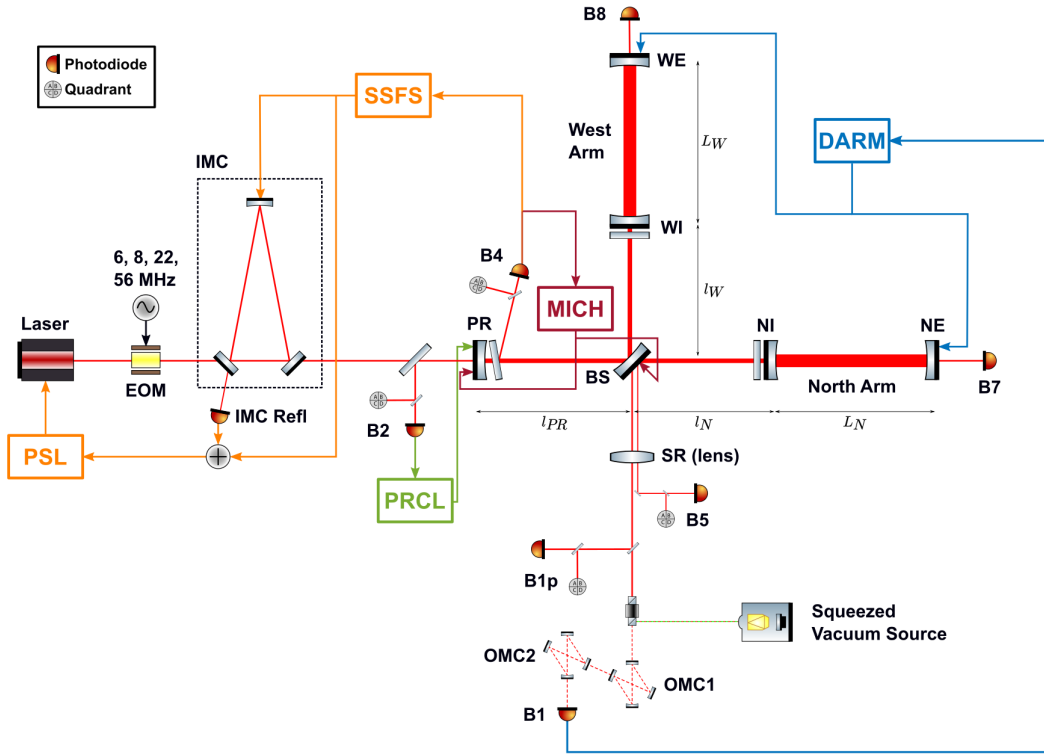 B8
Photodiode
Quadrant
WE
SSFS
West
Arm
L_W
DARM
IMC
WI
6, 8, 22,
56 MHz
B4
MICH
l_W
Laser
PR
NI
NE
EOM
BS
North Arm
B7
IMC Refl
B2
l_PR
l_N
L_N
PSL
SR (lens)
PRCL
B5
B1p
Squeezed
Vacuum Source
OMC2
OMC1
B1